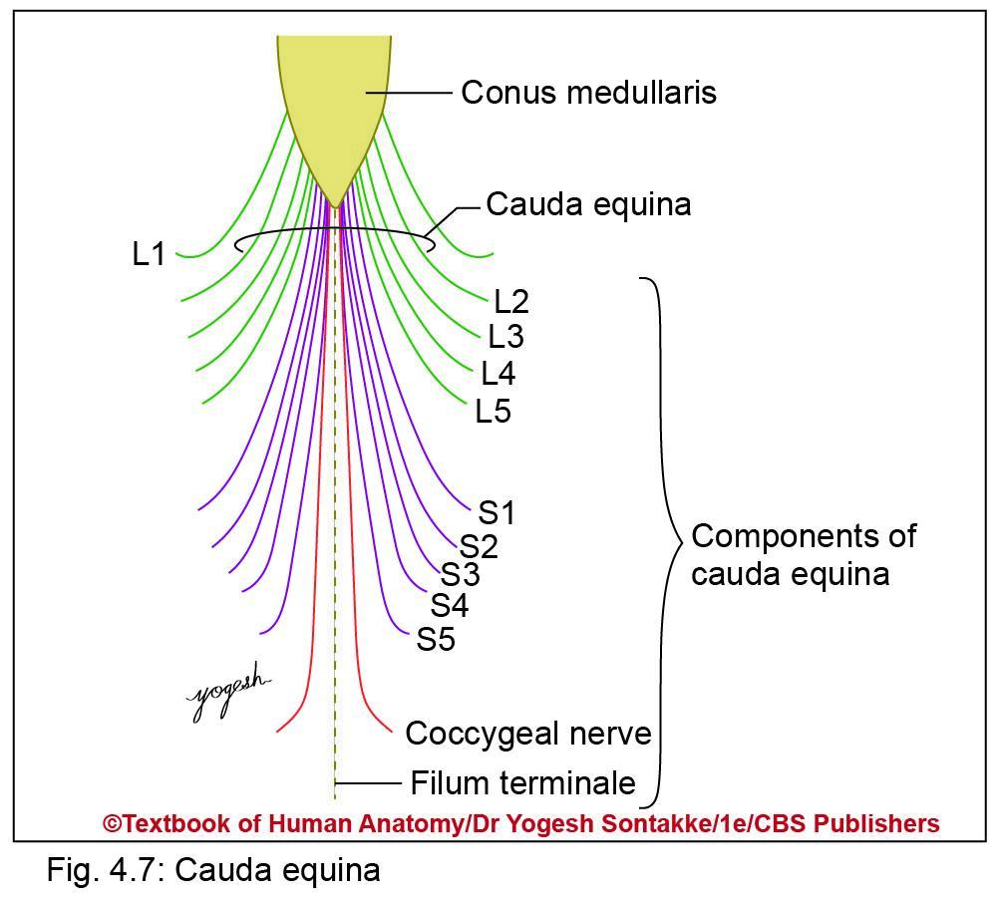 Conus medullaris
Cauda equina
L1
L2
L3
L4
L5
S1
S2
S3
S4
S5
Components of
cauda equina
yogesh
Coccygeal nerve
Filum terminale
©Textbook of Human Anatomy/Dr Yogesh Sontakke/1e/CBS Publishers
Fig. 4.7: Cauda equina